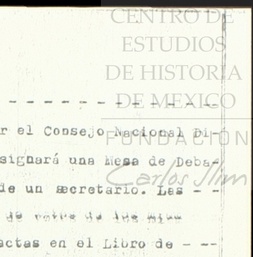 CENTRO DE
ESTUDIOS
DE HISTORIA
DE MEXICO
FUNDACIÓN
Carlos Slim
- - - - - - - - - - - - -
r el Consejo Nacional Di-
signará una Mesa de Deba-
de un secretario. Las - -
actas en el Libro de - --